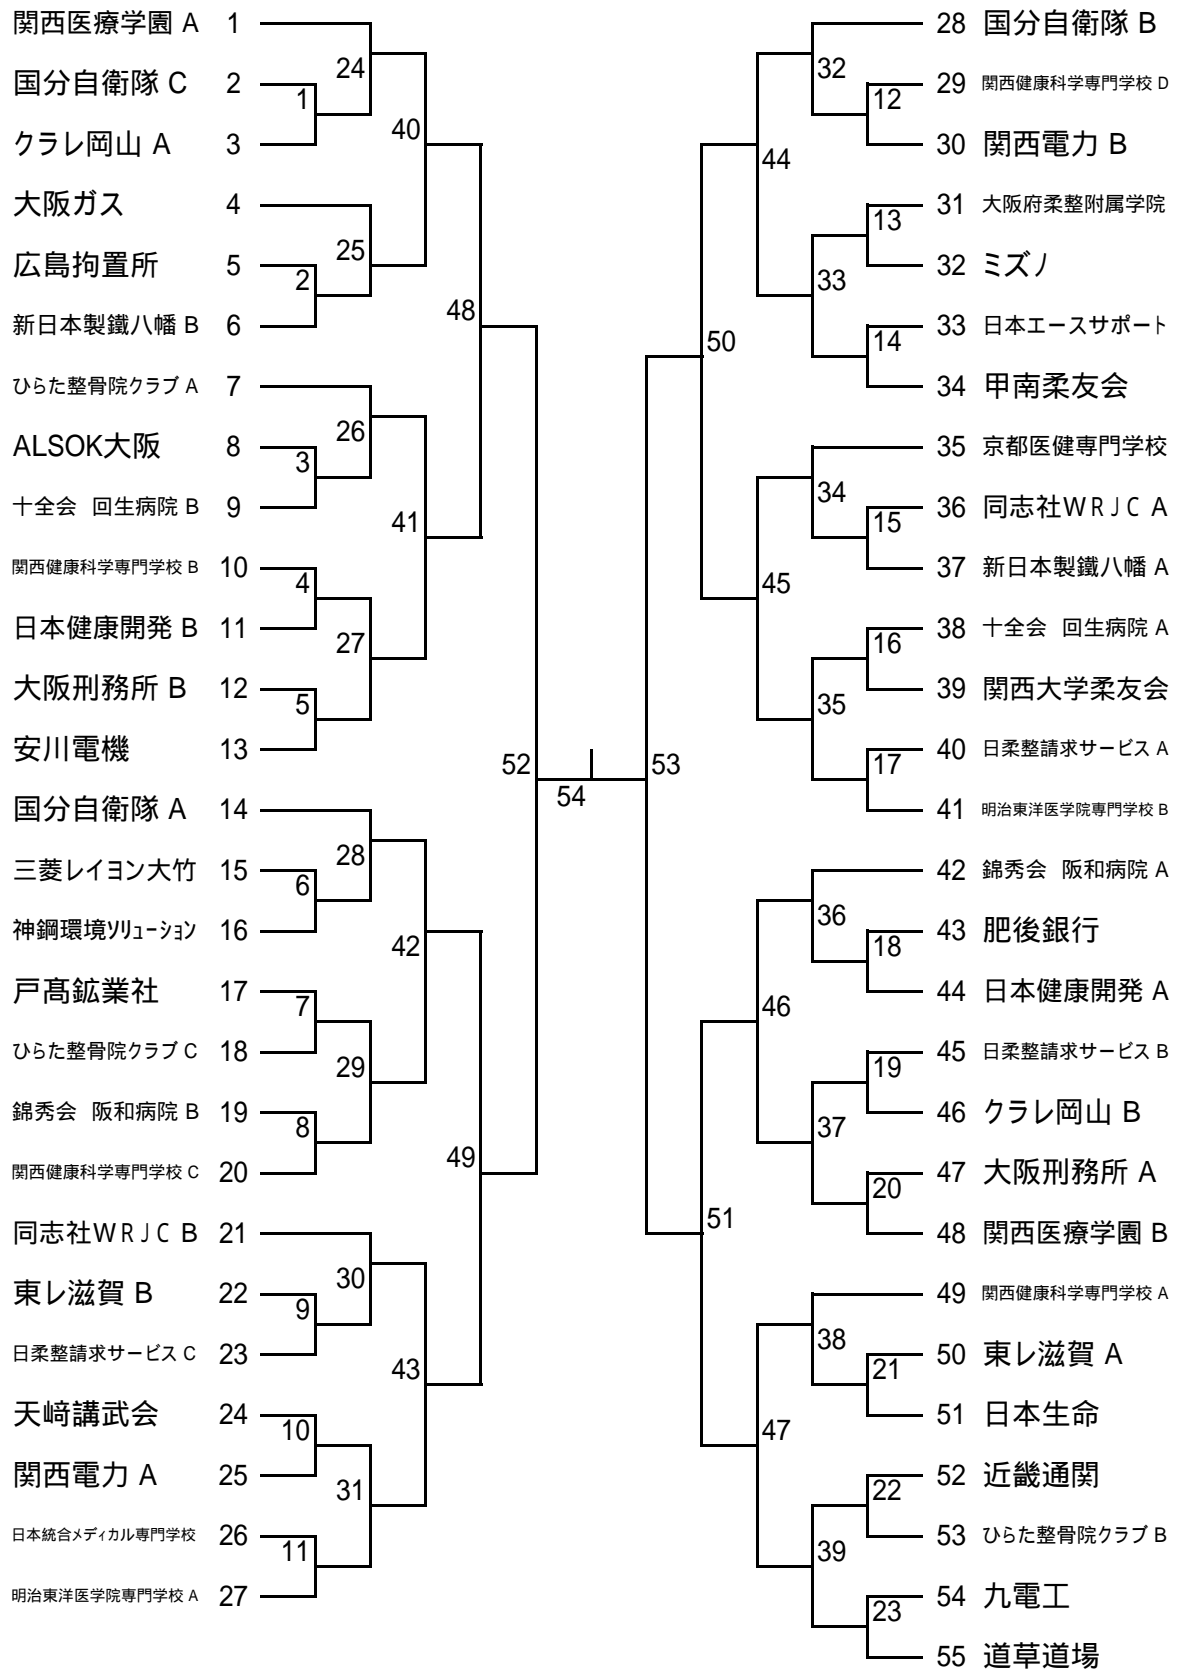 関西医療学園 A 1
国分自衛隊 C 2
クラレ岡山 A 3
大阪ガス 4
広島拘置所 5
新日本製鐵八幡 B 6
ひらた整骨院クラブ A 7
ALSOK大阪 8
十全会 回生病院 B 9
関西健康科学専門学校 B 10
日本健康開発 B 11
大阪刑務所 B 12
安川電機 13
国分自衛隊 A 14
三菱レイヨン大竹 15
神鋼環境ソリューション 16
戸髙鉱業社 17
ひらた整骨院クラブ C 18
錦秀会 阪和病院 B 19
関西健康科学専門学校 C 20
同志社WRJC B 21
東レ滋賀 B 22
日柔整請求サービス C 23
天﨑講武会 24
関西電力 A 25
日本統合メディカル専門学校 26
明治東洋医学院専門学校 A 27
1
2
3
4
5
6
7
8
9
10
11
24
25
26
27
28
29
30
31
40
41
42
43
48
49
52
54
53
50
51
44
45
46
47
32
33
34
35
36
37
38
39
12
13
14
15
16
17
18
19
20
21
22
23
28 国分自衛隊 B
29 関西健康科学専門学校 D
30 関西電力 B
31 大阪府柔整附属学院
32 ミズノ
33 日本エースサポート
34 甲南柔友会
35 京都医健専門学校
36 同志社WRJC A
37 新日本製鐵八幡 A
38 十全会 回生病院 A
39 関西大学柔友会
40 日柔整請求サービス A
41 明治東洋医学院専門学校 B
42 錦秀会 阪和病院 A
43 肥後銀行
44 日本健康開発 A
45 日柔整請求サービス B
46 クラレ岡山 B
47 大阪刑務所 A
48 関西医療学園 B
49 関西健康科学専門学校 A
50 東レ滋賀 A
51 日本生命
52 近畿通関
53 ひらた整骨院クラブ B
54 九電工
55 道草道場